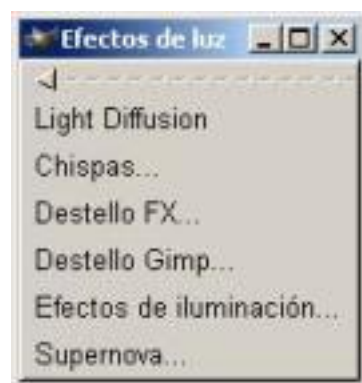 Efectos de luz
Light Diffusion
Chispas...
Destello FX...
Destello Gimp...
Efectos de iluminación...
Supernova...